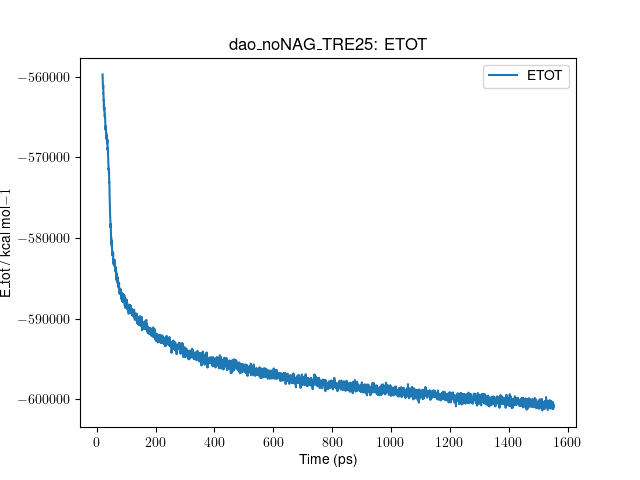 dao_noNAG_TRE25: ETOT
ETOT
−560000
−570000
−580000
−590000
−600000
E_tot / kcal mol−1
0 200 400 600 800 1000 1200 1400 1600
Time (ps)